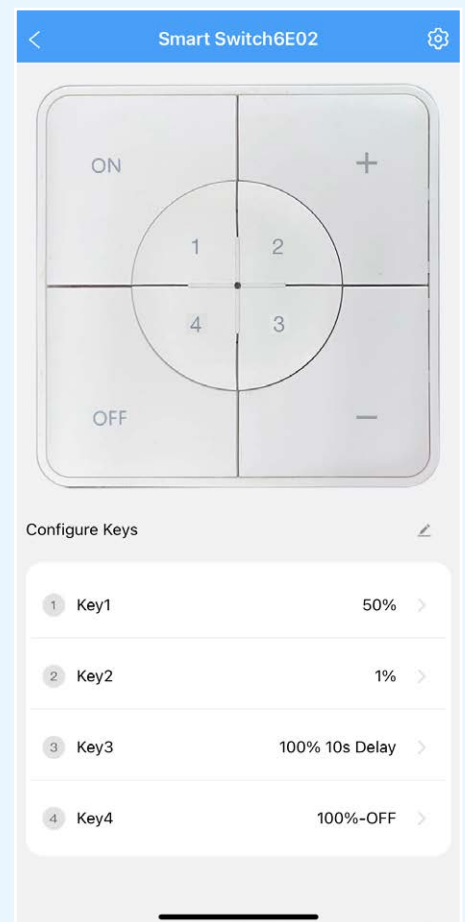 Smart Switch6E02
ON +
1 2
4 3
OFF −
Configure Keys
1 Key1 50%
2 Key2 1%
3 Key3 100% 10s Delay
4 Key4 100%-OFF